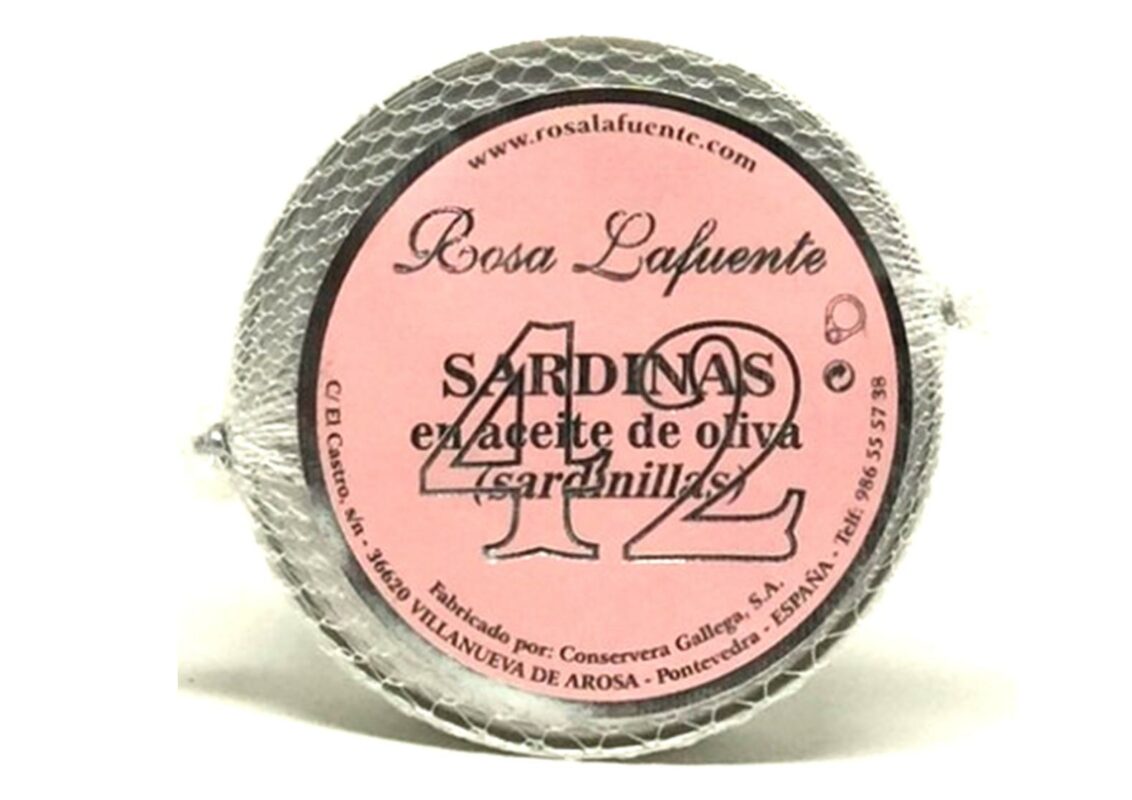 www.rosalafuente.com
Rosa Lafuente
42
SARDINAS
en aceite de oliva
(sardinillas)
Fabricado por: Conservera Gallega, S.A.
C/ El Castro, s/n - 36620 VILLANUEVA DE AROSA - Pontevedra - ESPAÑA - Telf: 986 55 57 38